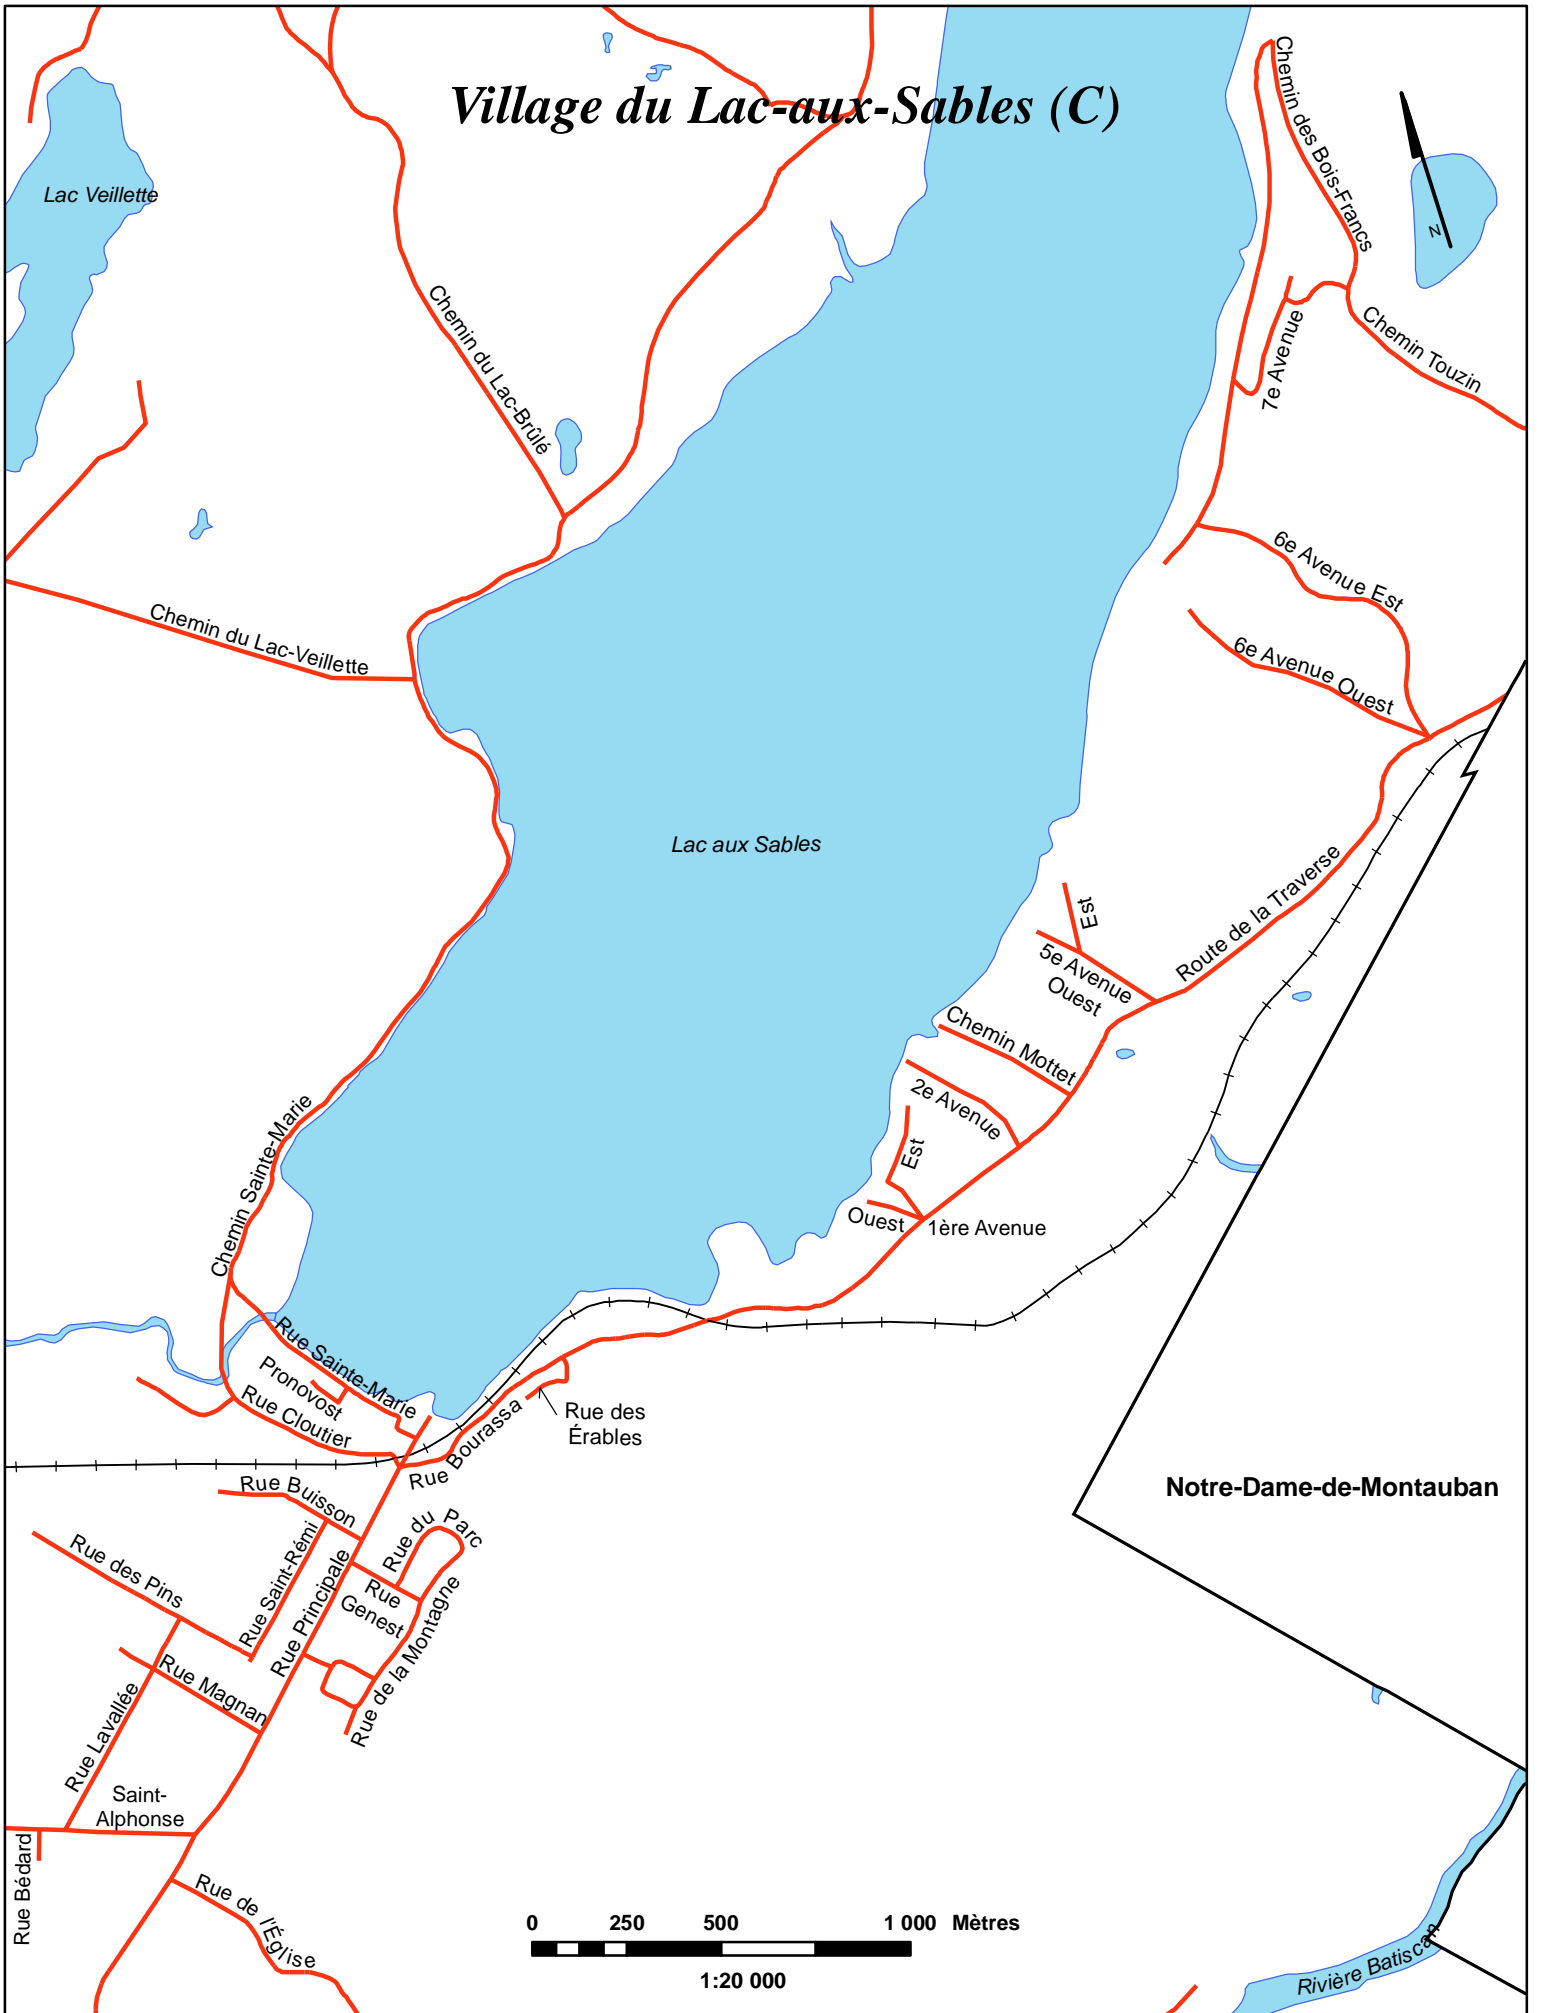 Village du Lac-aux-Sables (C)
Chemin des Bois-Francs
Lac Veillette
N
Chemin du Lac-Brûlé
7e Avenue
Chemin Touzin
6e Avenue Est
Chemin du Lac-Veillette
6e Avenue Ouest
Lac aux Sables
Route de la Traverse
Est
5e Avenue
Ouest
Chemin Mottet
2e Avenue
Est
Ouest
1ère Avenue
Chemin Sainte-Marie
Rue Sainte-Marie
Pronovost
Rue Cloutier
Rue Bourassa
Rue des
Érables
Rue Buisson
Notre-Dame-de-Montauban
Rue du Parc
Rue des Pins
Rue Saint-Rémi
Rue Principale
Rue
Genest
Rue de la Montagne
Rue Magnan
Rue Lavallée
Saint-
Alphonse
Rue Bédard
Rue de l'Église
0 250 500 1 000 Mètres
1:20 000
Rivière Batiscan